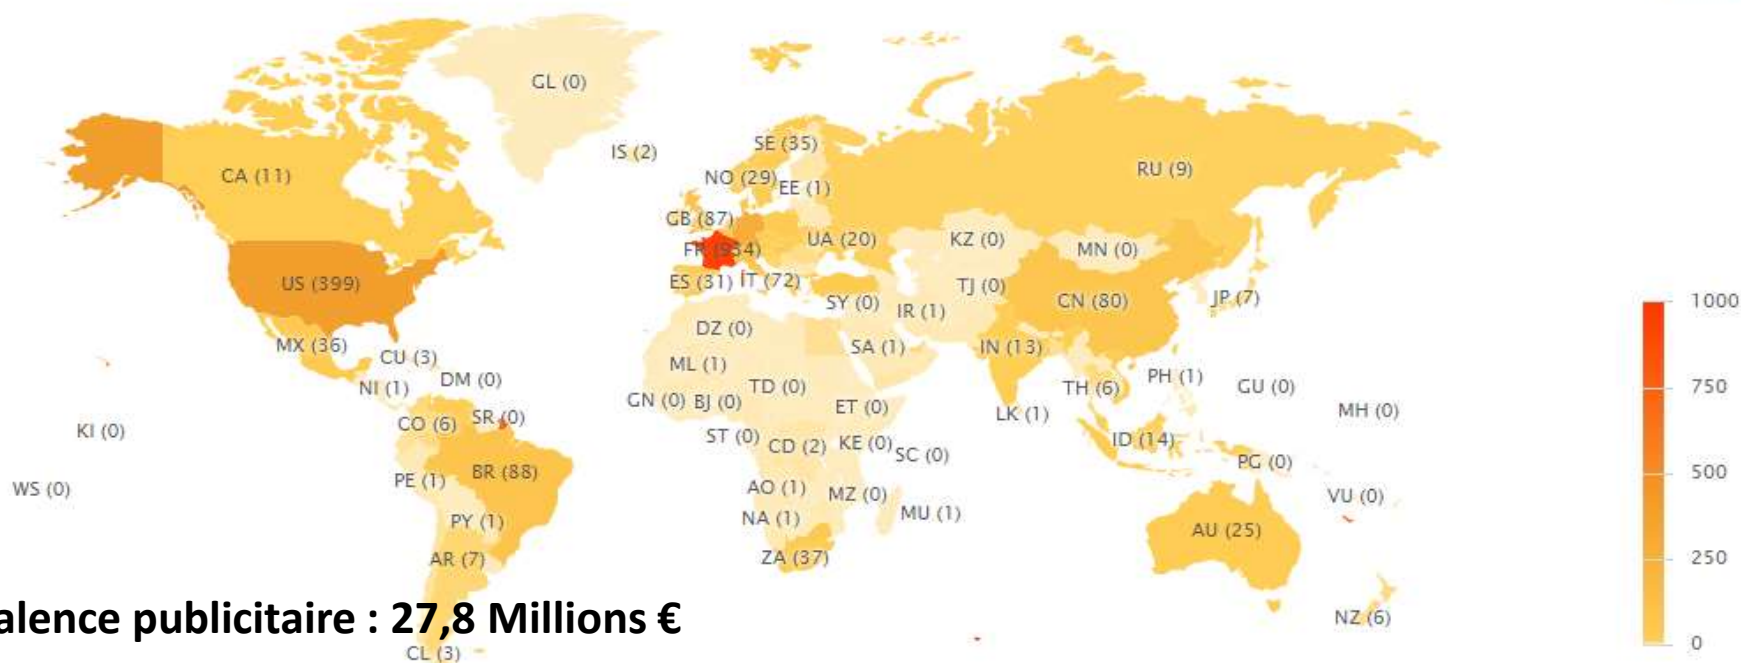 GL (0)
IS (2)
SE (35)
CA (11)
RU (9)
NO (29)
EE (1)
GB (87)
UA (20)
KZ (0)
MN (0)
FR (934)
US (399)
ES (31)
IT (72)
TJ (0)
SY (0)
CN (80)
JP (7)
IR (1)
1000
DZ (0)
MX (36)
SA (1)
IN (13)
CU (3)
ML (1)
NI (1)
DM (0)
TD (0)
TH (6)
PH (1)
GU (0)
750
GN (0)
BJ (0)
ET (0)
LK (1)
MH (0)
KI (0)
CO (6)
SR (0)
ST (0)
CD (2)
KE (0)
SC (0)
ID (14)
PG (0)
500
WS (0)
PE (1)
BR (88)
AO (1)
MZ (0)
VU (0)
PY (1)
NA (1)
MU (1)
AU (25)
AR (7)
ZA (37)
250
alence publicitaire : 27,8 Millions €
NZ (6)
0
CL (3)